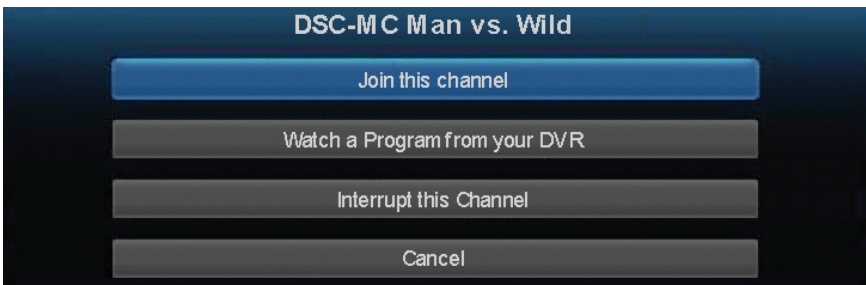 DSC-MC Man vs. Wild
Join this channel
Watch a Program from your DVR
Interrupt this Channel
Cancel